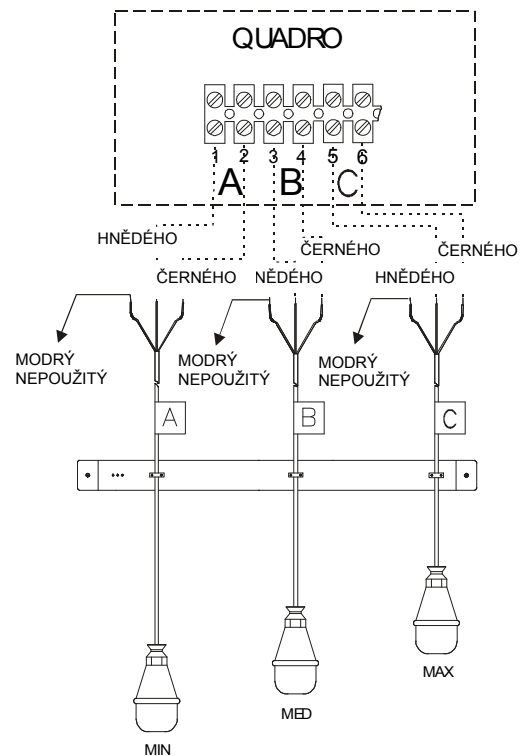 QUADRO
1 2 3 4 5 6
A B C
HNĚDÉHO
ČERNÉHO
ČERNÉHO
ČERNÉHO
NĚDÉHO
HNĚDÉHO
MODRÝ
NEPOUŽITÝ
MODRÝ
NEPOUŽITÝ
MODRÝ
NEPOUŽITÝ
A B C
MAX
MED
MIN